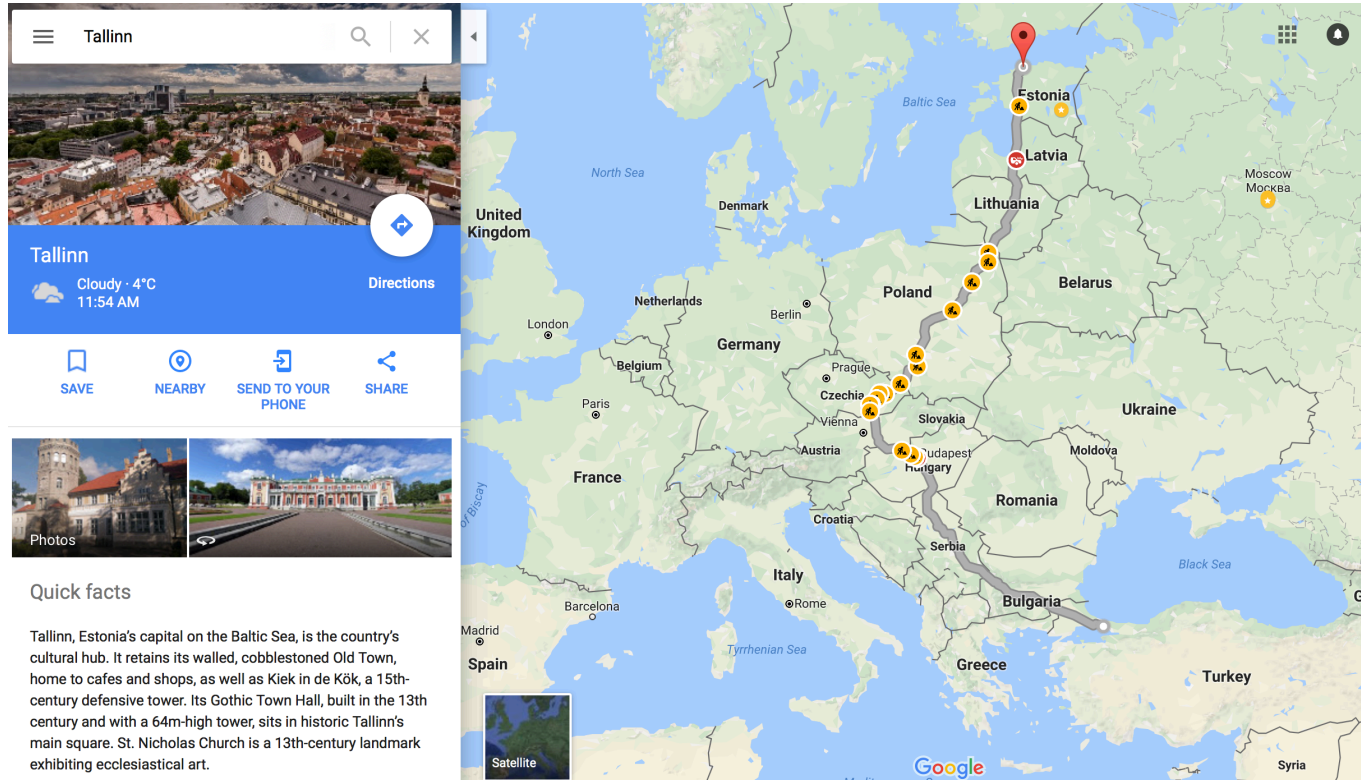 Tallinn
Tallinn
Cloudy · 4°C
11:54 AM
Directions
SAVE
NEARBY
SEND TO YOUR
PHONE
SHARE
Photos
Quick facts
Tallinn, Estonia's capital on the Baltic Sea, is the country's
cultural hub. It retains its walled, cobblestoned Old Town,
home to cafes and shops, as well as Kiek in de Kök, a 15th-
century defensive tower. Its Gothic Town Hall, built in the 13th
century and with a 64m-high tower, sits in historic Tallinn's
main square. St. Nicholas Church is a 13th-century landmark
exhibiting ecclesiastical art.
Estonia
Baltic Sea
Latvia
North Sea
Moscow
Москва
Denmark
Lithuania
United
Kingdom
Belarus
Poland
Netherlands
Berlin
London
Germany
Belgium
Prague
Czechia
Paris
Ukraine
Slovakia
Vienna
Austria
Moldova
udapest
Hungary
France
of Biscay
Romania
Croatia
Serbia
Black Sea
Italy
Bulgaria
Rome
Barcelona
Madrid
Tyrrhenian Sea
Spain
Greece
Turkey
Satellite
Google
Syria